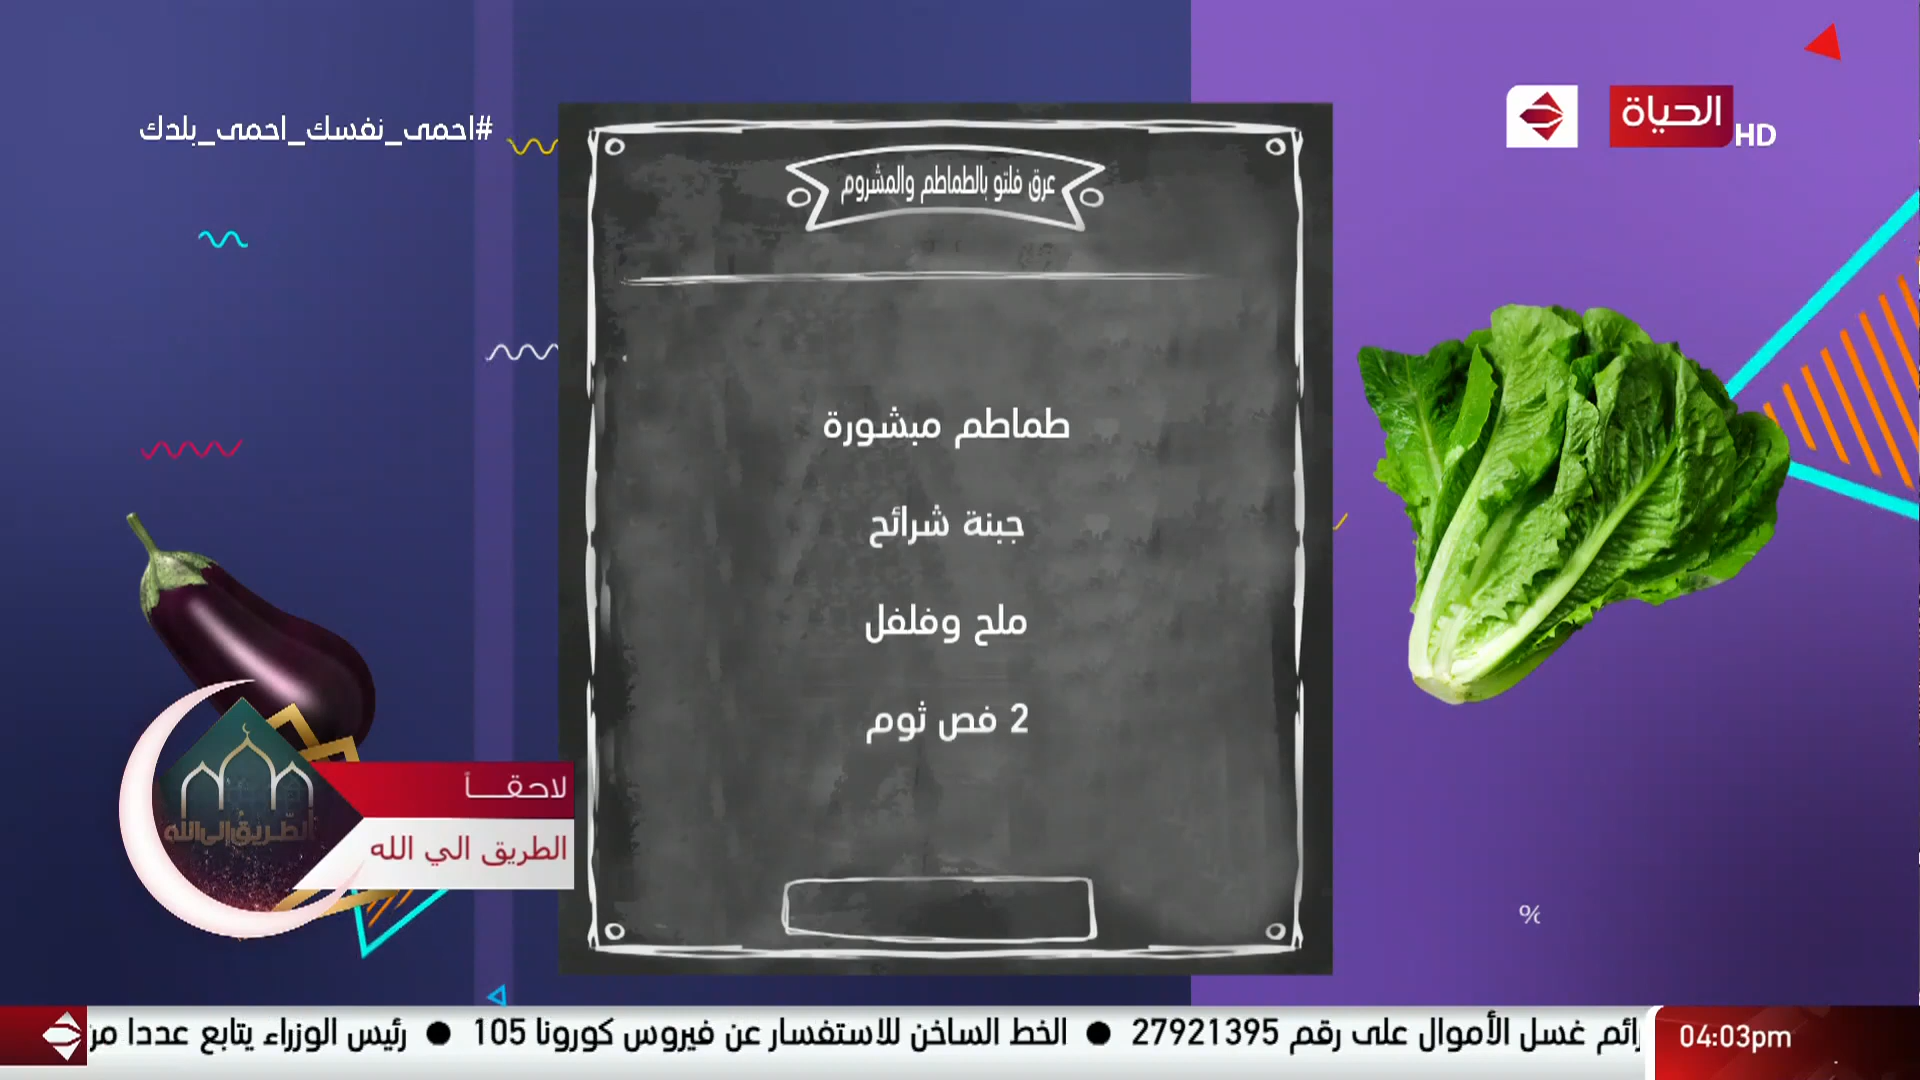 #احمى_نفسك_احمى_بلدك
الحياة
HD
عرق فلتو بالطماطم والمشروم
طماطم مبشورة
جبنة شرائح
ملح وفلفل
2 فص ثوم
لاحقـــاً
الطريق الي الله
الطريق إلى الله
%
رائم غسل الأموال على رقم 27921395 ● الخط الساخن للاستفسار عن فيروس كورونا 105 ● رئيس الوزراء يتابع عددا من
04:03pm